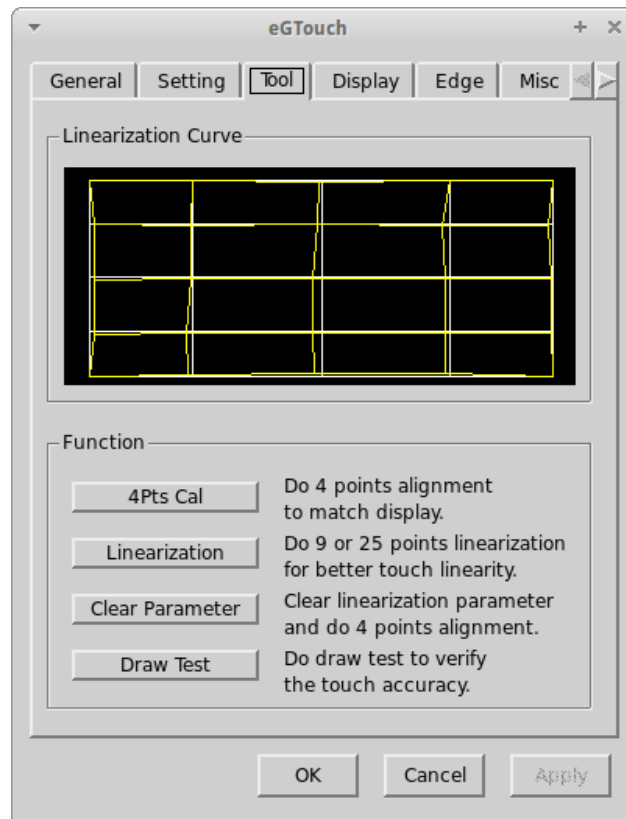 eGTouch
General Setting Tool Display Edge Misc
Linearization Curve
Function
4Pts Cal
Do 4 points alignment
to match display.
Linearization
Do 9 or 25 points linearization
for better touch linearity.
Clear Parameter
Clear linearization parameter
and do 4 points alignment.
Draw Test
Do draw test to verify
the touch accuracy.
OK Cancel Apply